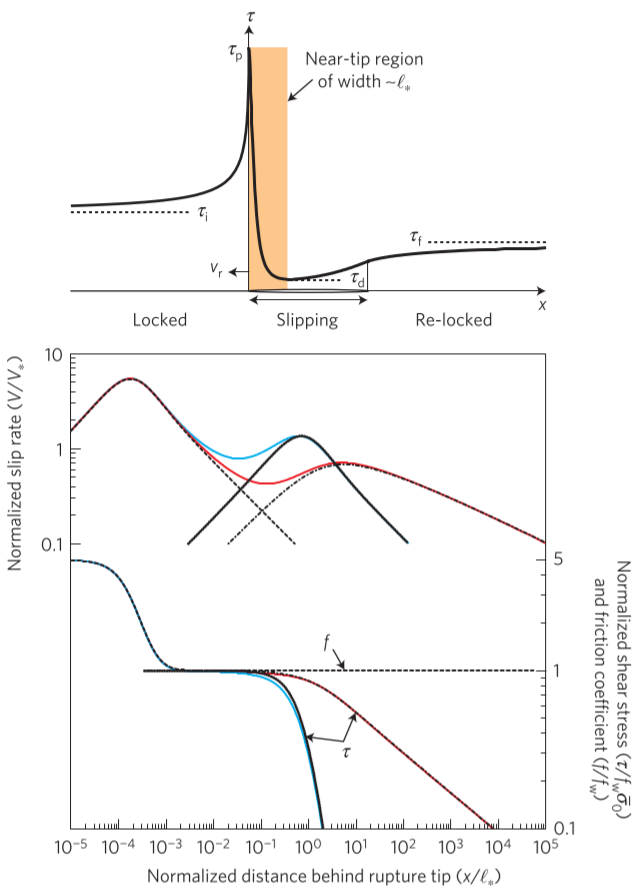 τ
τp
Near-tip region
of width ~ℓ*
τi
τf
vr
τd
x
Locked
Slipping
Re-locked
Normalized slip rate (V/V*)
10
1
0.1
f
τ
5
1
0.1
Normalized shear stress (τ/fwσ̄0)
and friction coefficient (f/fw)
10⁻⁵ 10⁻⁴ 10⁻³ 10⁻² 10⁻¹ 10⁰ 10¹ 10² 10³ 10⁴ 10⁵
Normalized distance behind rupture tip (x/ℓ*)